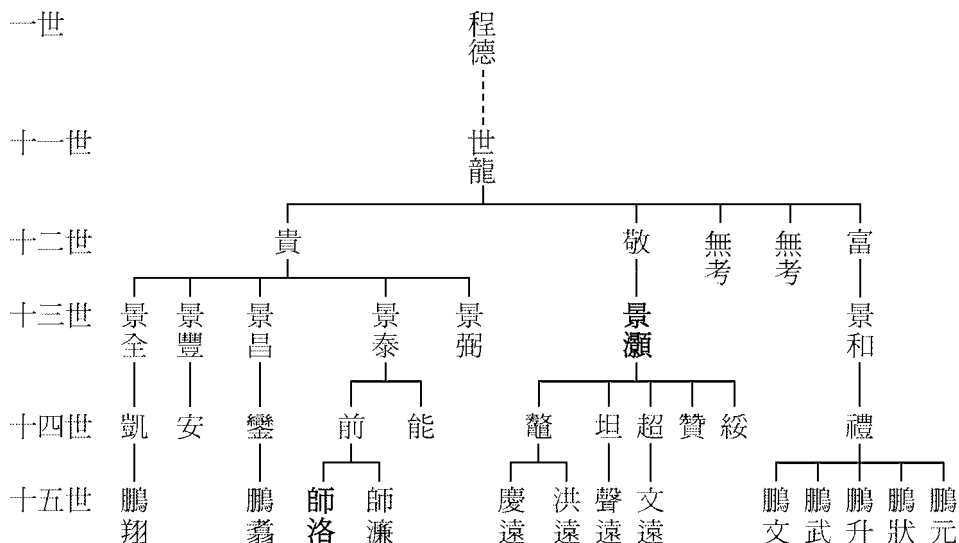 一世 程德
十一世 世龍
十二世 貴 敬 無考 無考 富
十三世 景全 景豐 景昌 景泰 景弼 景灝 景和
十四世 凱 安 鑾 前 能 鼇 坦 超 贊 綏 禮
十五世 鵬翔 鵬翥 師洛 師濂 慶遠 洪遠 聲遠 文遠 鵬文 鵬武 鵬升 鵬狀 鵬元